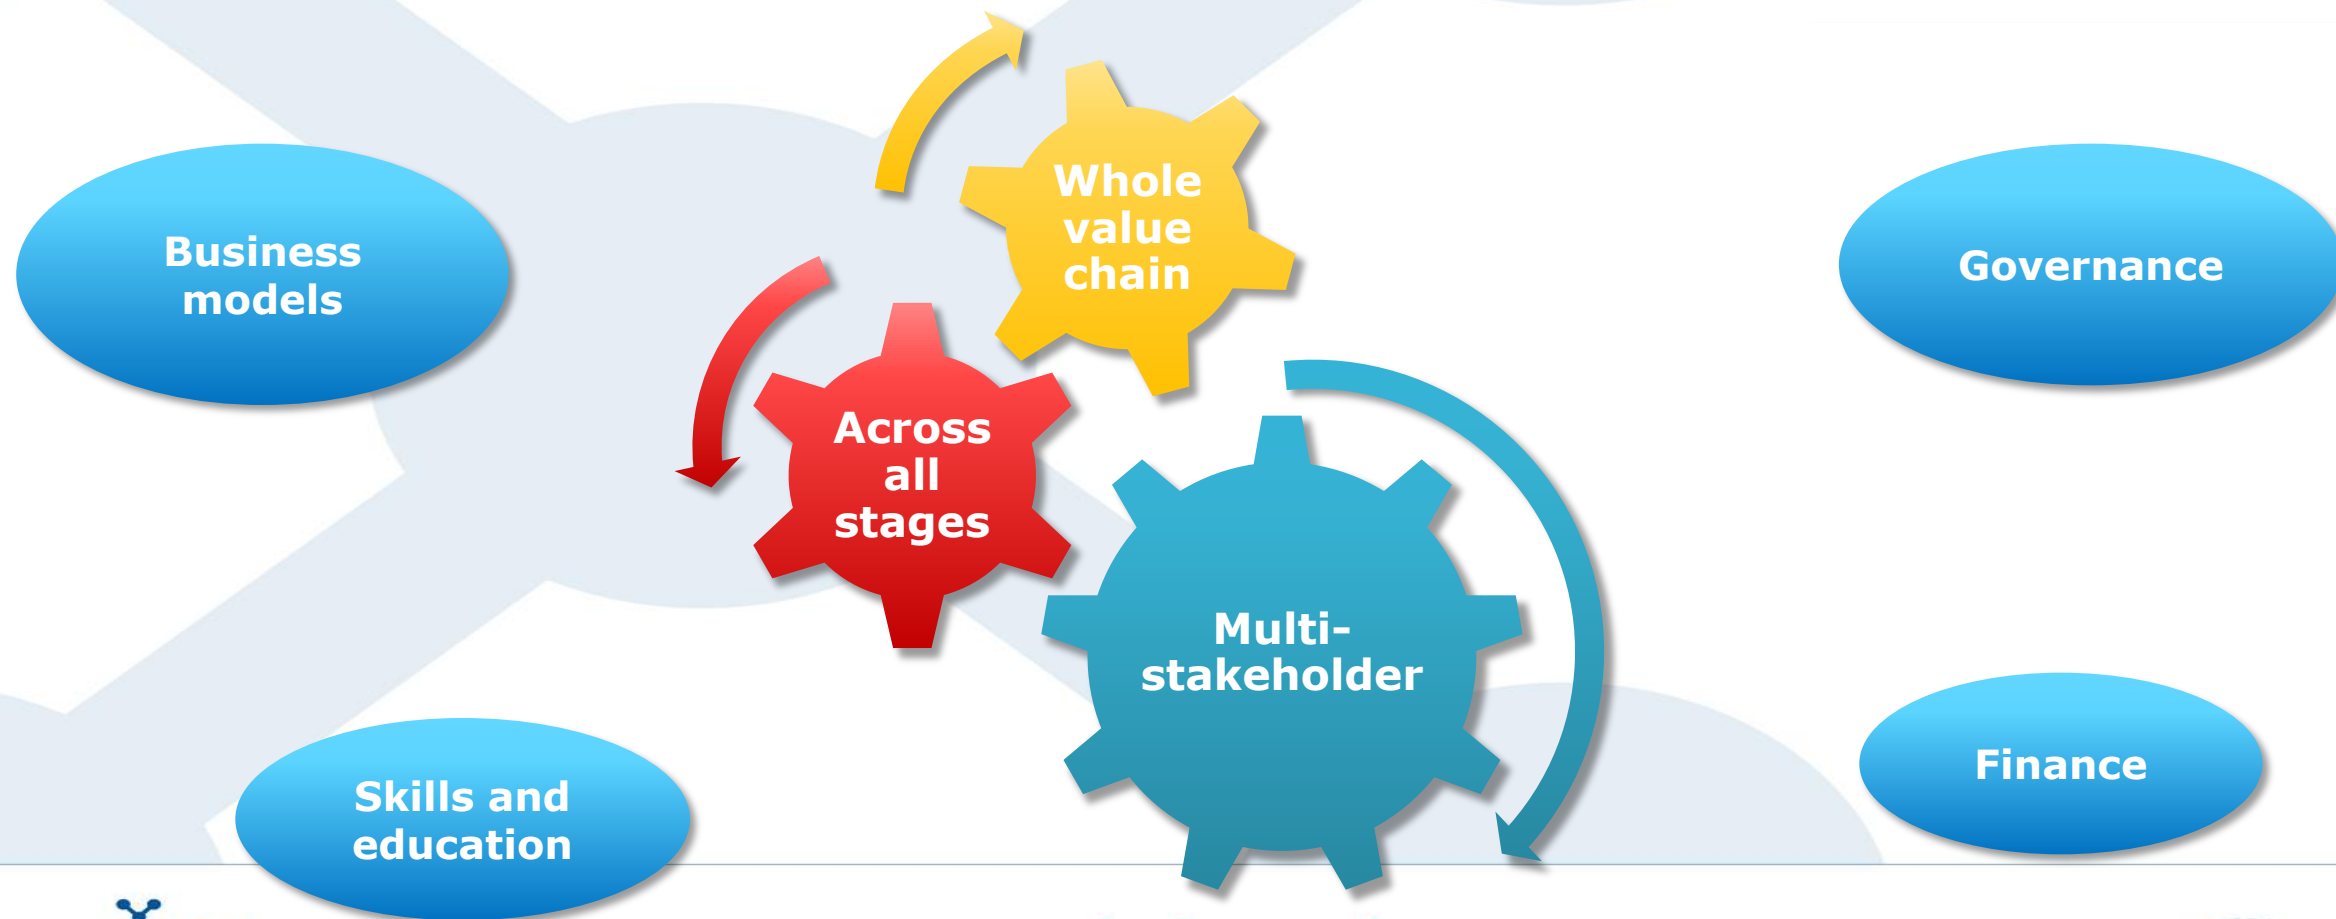 Whole
value
chain
Business
models
Governance
Across
all
stages
Multi–
stakeholder
Finance
Skills and
education